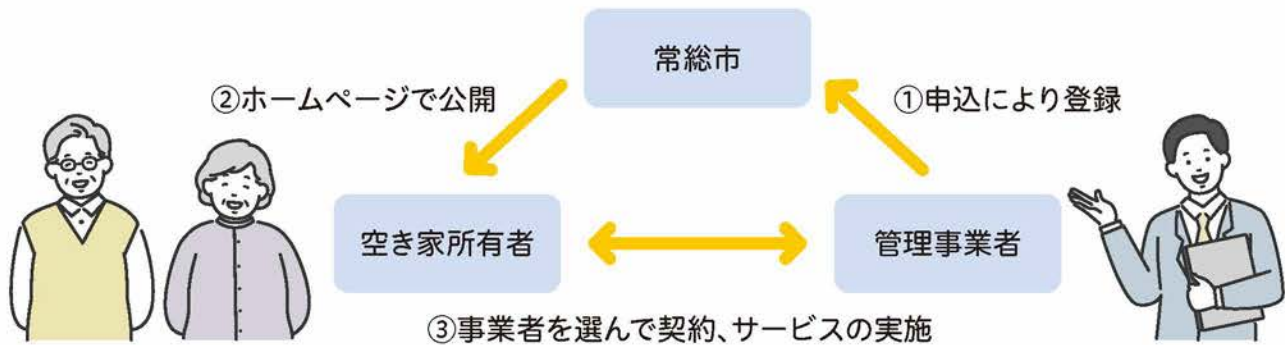 常総市
②ホームページで公開
①申込により登録
空き家所有者
管理事業者
③事業者を選んで契約、サービスの実施